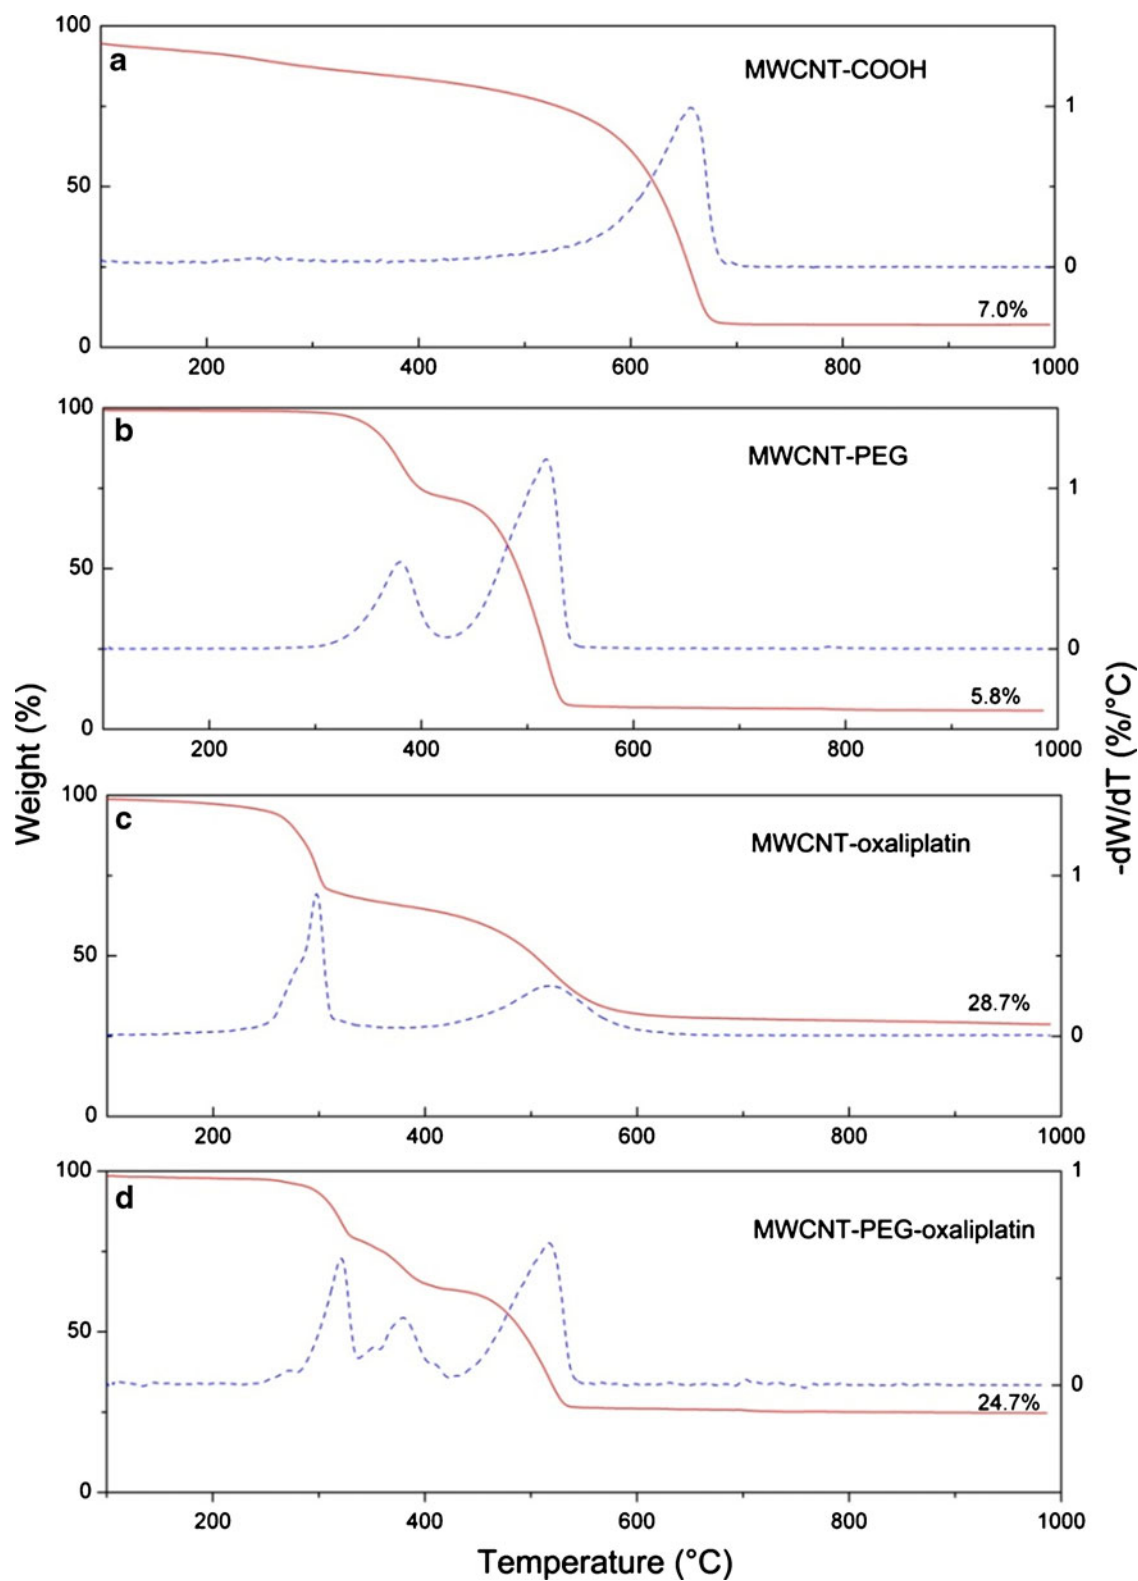 100
a
MWCNT-COOH
1
50
0
7.0%
0
200 400 600 800 1000
100
b
MWCNT-PEG
1
50
0
5.8%
0
200 400 600 800 1000
Weight (%)
-dW/dT (%/°C)
100
c
MWCNT-oxaliplatin
1
50
28.7%
0
0
200 400 600 800 1000
100 1
d
MWCNT-PEG-oxaliplatin
50
0
24.7%
0
200 400 600 800 1000
Temperature (°C)